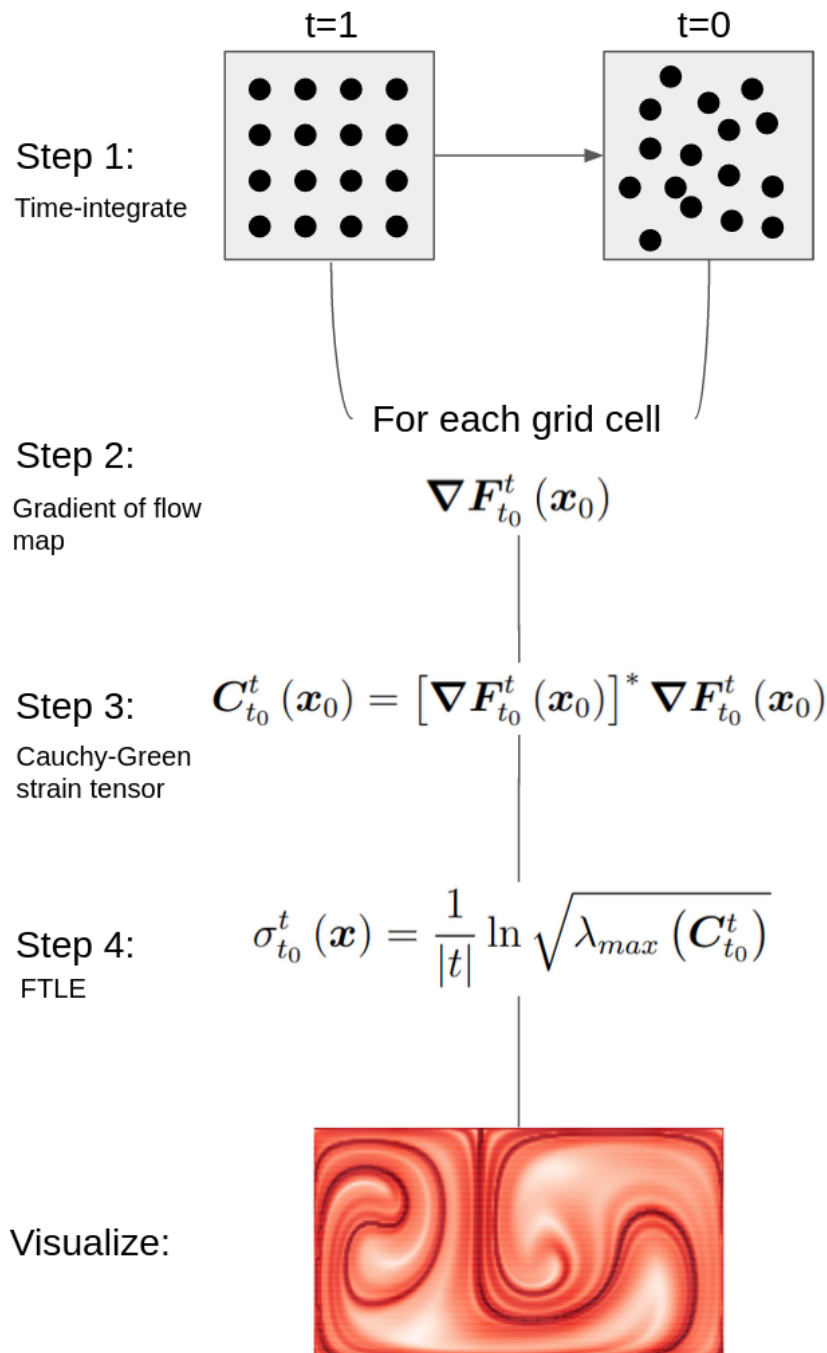 t=1 t=0
Step 1:
Time-integrate
For each grid cell
Step 2:
Gradient of flow
map
∇F_{t_0}^{t} (x_0)
Step 3:
C_{t_0}^{t} (x_0) = [∇F_{t_0}^{t} (x_0)]^* ∇F_{t_0}^{t} (x_0)
Cauchy-Green
strain tensor
Step 4:
σ_{t_0}^{t} (x) = \frac{1}{|t|} ln \sqrt{λ_{max} (C_{t_0}^{t})}
FTLE
Visualize: